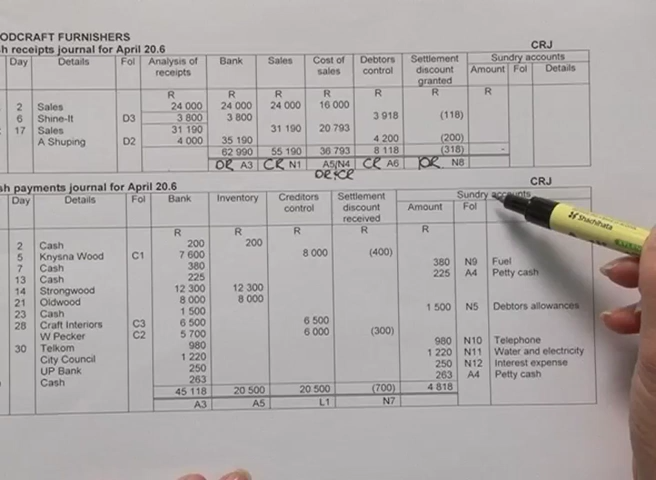 OODCRAFT FURNISHERS
h receipts journal for April 20.6 CRJ
Day Details Fol Analysis of receipts Bank Sales Cost of sales Debtors control Settlement discount granted Sundry accounts
Amount Fol Details
R R R R R R R
2 Sales 24 000 24 000 24 000 16 000
6 Shine-It D3 3 800 3 800 3 918 (118)
17 Sales 31 190 31 190 20 793
A Shuping D2 4 000 35 190 4 200 (200)
62 990 55 190 36 793 8 118 (318) -
DR A3 CR N1 A5/N4 CR A6 DR N8
DR+CR
sh payments journal for April 20.6 CRJ
Day Details Fol Bank Inventory Creditors control Settlement discount received Sundry accounts
Amount Fol
R R R R R
2 Cash 200 200
5 Knysna Wood C1 7 600 8 000 (400)
7 Cash 380 380 N9 Fuel
13 Cash 225 225 A4 Petty cash
14 Strongwood 12 300 12 300
21 Oldwood 8 000 8 000
23 Cash 1 500 1 500 N5 Debtors allowances
28 Craft Interiors C3 6 500 6 500
W Pecker C2 5 700 6 000 (300)
30 Telkom 980 980 N10 Telephone
City Council 1 220 1 220 N11 Water and electricity
UP Bank 250 250 N12 Interest expense
Cash 263 263 A4 Petty cash
45 118 20 500 20 500 (700) 4 818
A3 A5 L1 N7
Shachihata